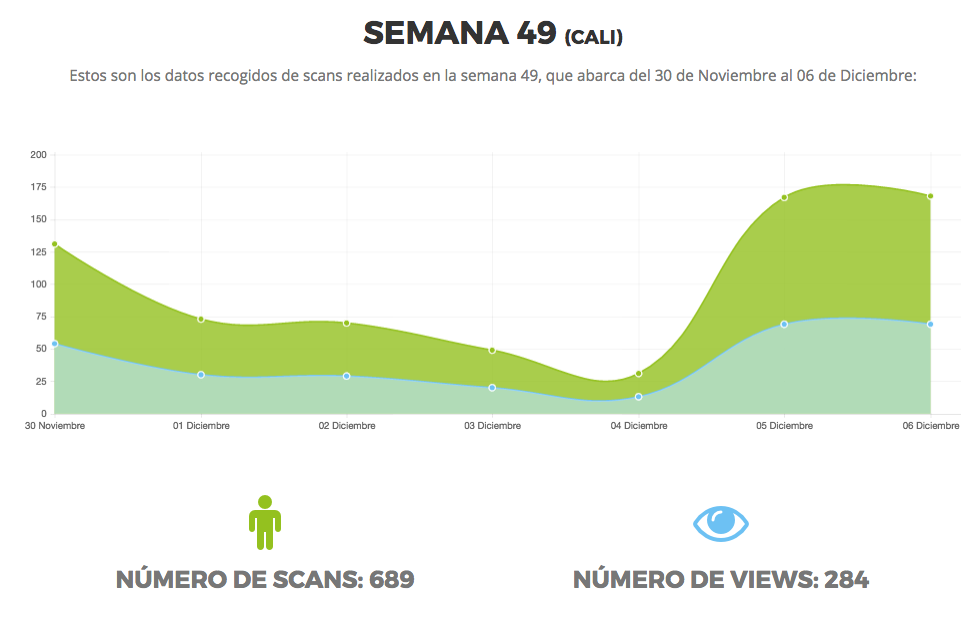 SEMANA 49 (CALI)
Estos son los datos recogidos de scans realizados en la semana 49, que abarca del 30 de Noviembre al 06 de Diciembre:
200
175
150
125
100
75
50
25
0
30 Noviembre 01 Diciembre 02 Diciembre 03 Diciembre 04 Diciembre 05 Diciembre 06 Diciembre
NÚMERO DE SCANS: 689 NÚMERO DE VIEWS: 284